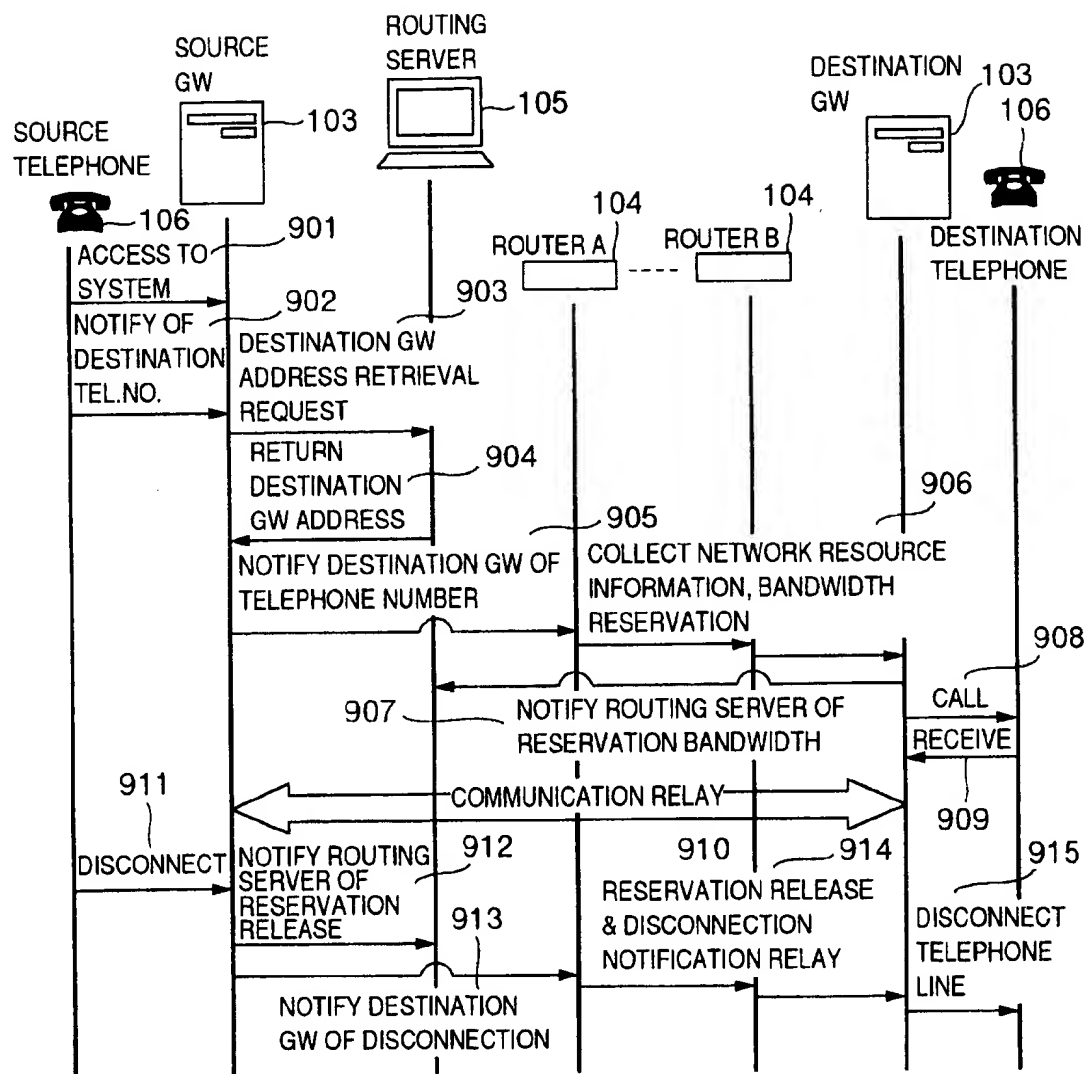 SOURCE
GW
103
ROUTING
SERVER
105
DESTINATION
GW
103
106
SOURCE
TELEPHONE
106
DESTINATION
TELEPHONE
ROUTER A
104
ROUTER B
104
901
ACCESS TO
SYSTEM
902
NOTIFY OF
DESTINATION
TEL.NO.
903
DESTINATION GW
ADDRESS RETRIEVAL
REQUEST
904
RETURN
DESTINATION
GW ADDRESS
905
NOTIFY DESTINATION GW OF
TELEPHONE NUMBER
906
COLLECT NETWORK RESOURCE
INFORMATION, BANDWIDTH
RESERVATION
907
NOTIFY ROUTING SERVER OF
RESERVATION BANDWIDTH
908
CALL
RECEIVE
909
COMMUNICATION RELAY
910
911
DISCONNECT
912
NOTIFY ROUTING
SERVER OF
RESERVATION
RELEASE
913
NOTIFY DESTINATION
GW OF DISCONNECTION
914
RESERVATION RELEASE
& DISCONNECTION
NOTIFICATION RELAY
915
DISCONNECT
TELEPHONE
LINE